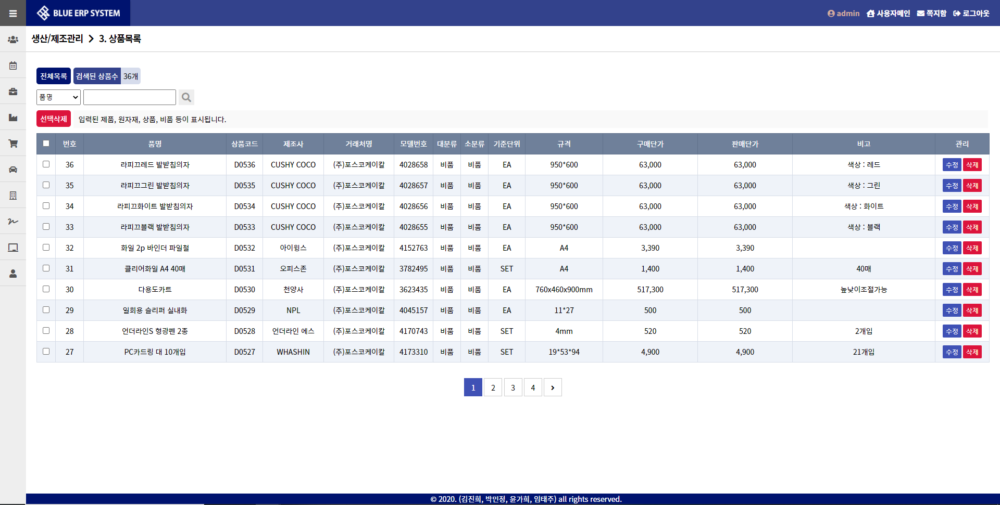 BLUE ERP SYSTEM
admin 사용자메인 쪽지함 로그아웃
생산/제조관리 > 3. 상품목록
전체목록 검색된 상품수 36개
품명
선택삭제 입력된 제품, 원자재, 상품, 비품 등이 표시됩니다.
번호 품명 상품코드 제조사 거래처명 모델번호 대분류 소분류 기준단위 규격 구매단가 판매단가 비고 관리
36 라피끄레드 발받침의자 D0536 CUSHY COCO (주)포스코케이칼 4028658 비품 비품 EA 950*600 63,000 63,000 색상 : 레드 수정 삭제
35 라피끄그린 발받침의자 D0535 CUSHY COCO (주)포스코케이칼 4028657 비품 비품 EA 950*600 63,000 63,000 색상 : 그린 수정 삭제
34 라피끄화이트 발받침의자 D0534 CUSHY COCO (주)포스코케이칼 4028656 비품 비품 EA 950*600 63,000 63,000 색상 : 화이트 수정 삭제
33 라피끄블랙 발받침의자 D0533 CUSHY COCO (주)포스코케이칼 4028655 비품 비품 EA 950*600 63,000 63,000 색상 : 블랙 수정 삭제
32 화일 2p 바인더 파일철 D0532 아이윙스 (주)포스코케이칼 4152763 비품 비품 EA A4 3,390 3,390 수정 삭제
31 클리어화일 A4 40매 D0531 오피스존 (주)포스코케이칼 3782495 비품 비품 SET A4 1,400 1,400 40매 수정 삭제
30 다용도카트 D0530 천양사 (주)포스코케이칼 3623435 비품 비품 EA 760x460x900mm 517,300 517,300 높낮이조절가능 수정 삭제
29 일회용 슬리퍼 실내화 D0529 NPL (주)포스코케이칼 4045157 비품 비품 EA 11*27 500 500 수정 삭제
28 언더라인S 형광펜 2종 D0528 언더라인 에스 (주)포스코케이칼 4170743 비품 비품 SET 4mm 520 520 2개입 수정 삭제
27 PC카드링 대 10개입 D0527 WHASHIN (주)포스코케이칼 4173310 비품 비품 SET 19*53*94 4,900 4,900 21개입 수정 삭제
1 2 3 4 >
© 2020. (김진희, 박민정, 윤가희, 임태주) all rights reserved.